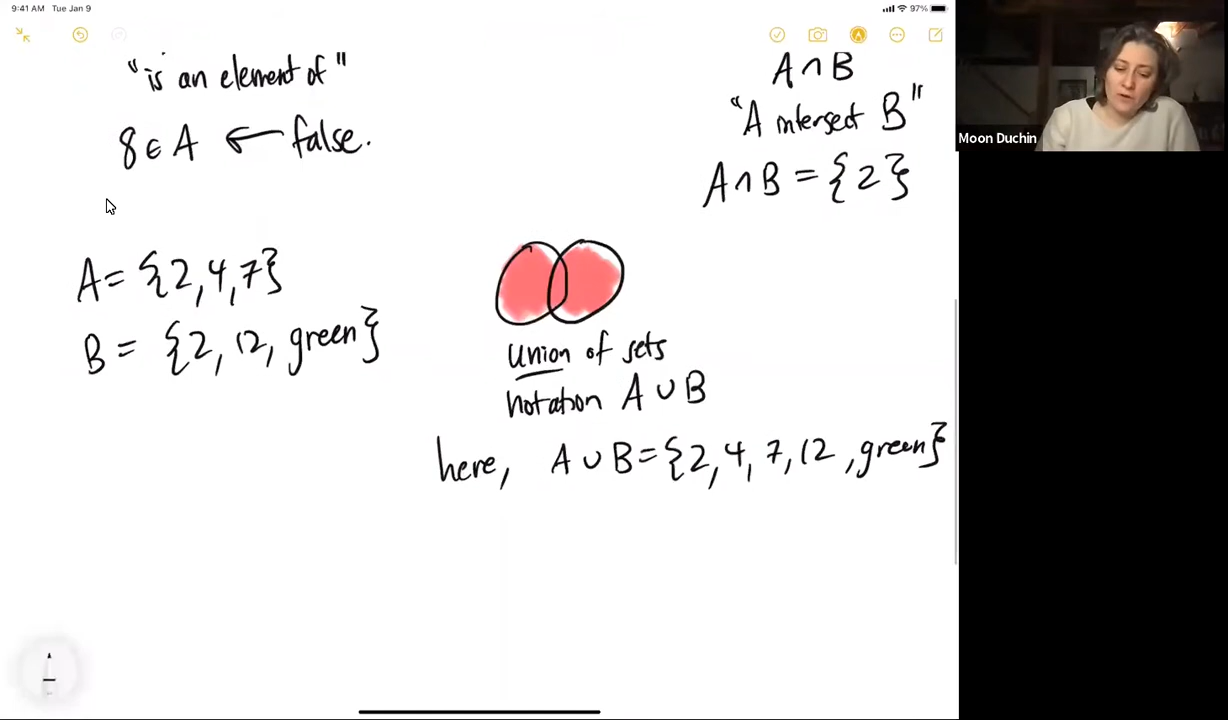 9:41 AM Tue Jan 9
97%
"is an element of"
8 ∈ A ← false.
A ∩ B
"A intersect B"
A ∩ B = {2}
Moon Duchin
A = {2, 4, 7}
B = {2, 12, green}
union of sets
notation A ∪ B
here, A ∪ B = {2, 4, 7, 12, green}